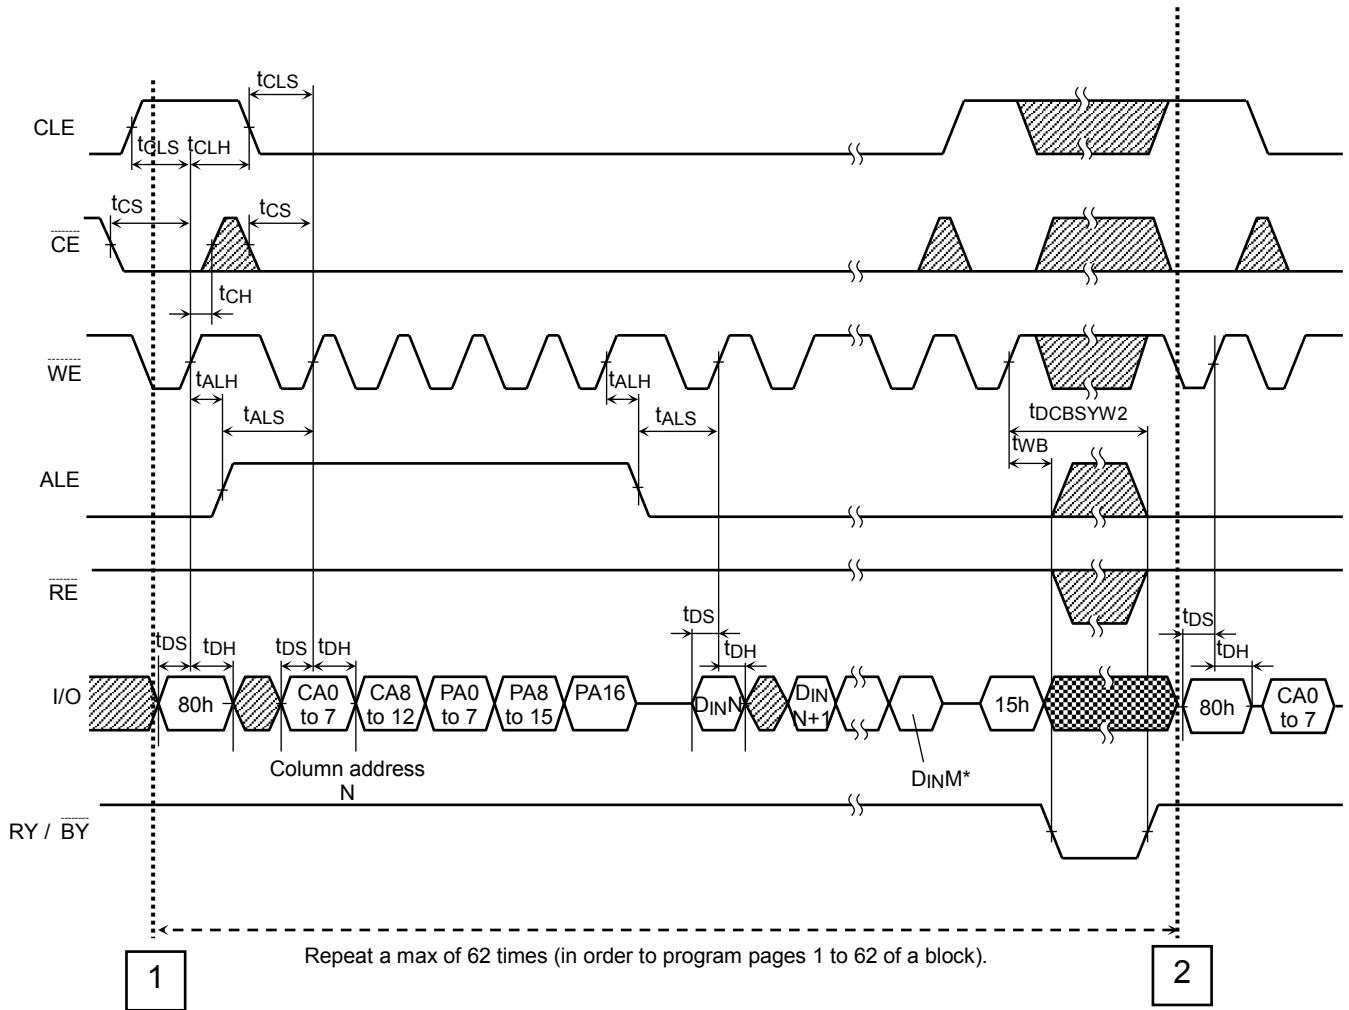 tCLS
CLE
tCLS tCLH
tCS
tCS
CE
tCH
WE
tALH
tALH
tALS
tALS
tDCBSYW2
tWB
ALE
RE
tDS
tDH
tDS
tDH
tDS
tDH
tDS
tDH
I/O
80h
CA0 to 7
CA8 to 12
PA0 to 7
PA8 to 15
PA16
DINN
DIN N+1
15h
80h
CA0 to 7
Column address
N
DINM*
RY / BY
Repeat a max of 62 times (in order to program pages 1 to 62 of a block).
1
2